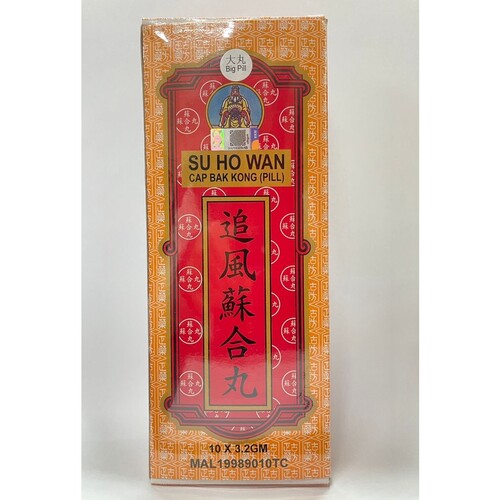 大丸
Big Pill
SU HO WAN
CAP BAK KONG (PILL)
追風蘇合丸
10 X 3.2GM
MAL19989010TC